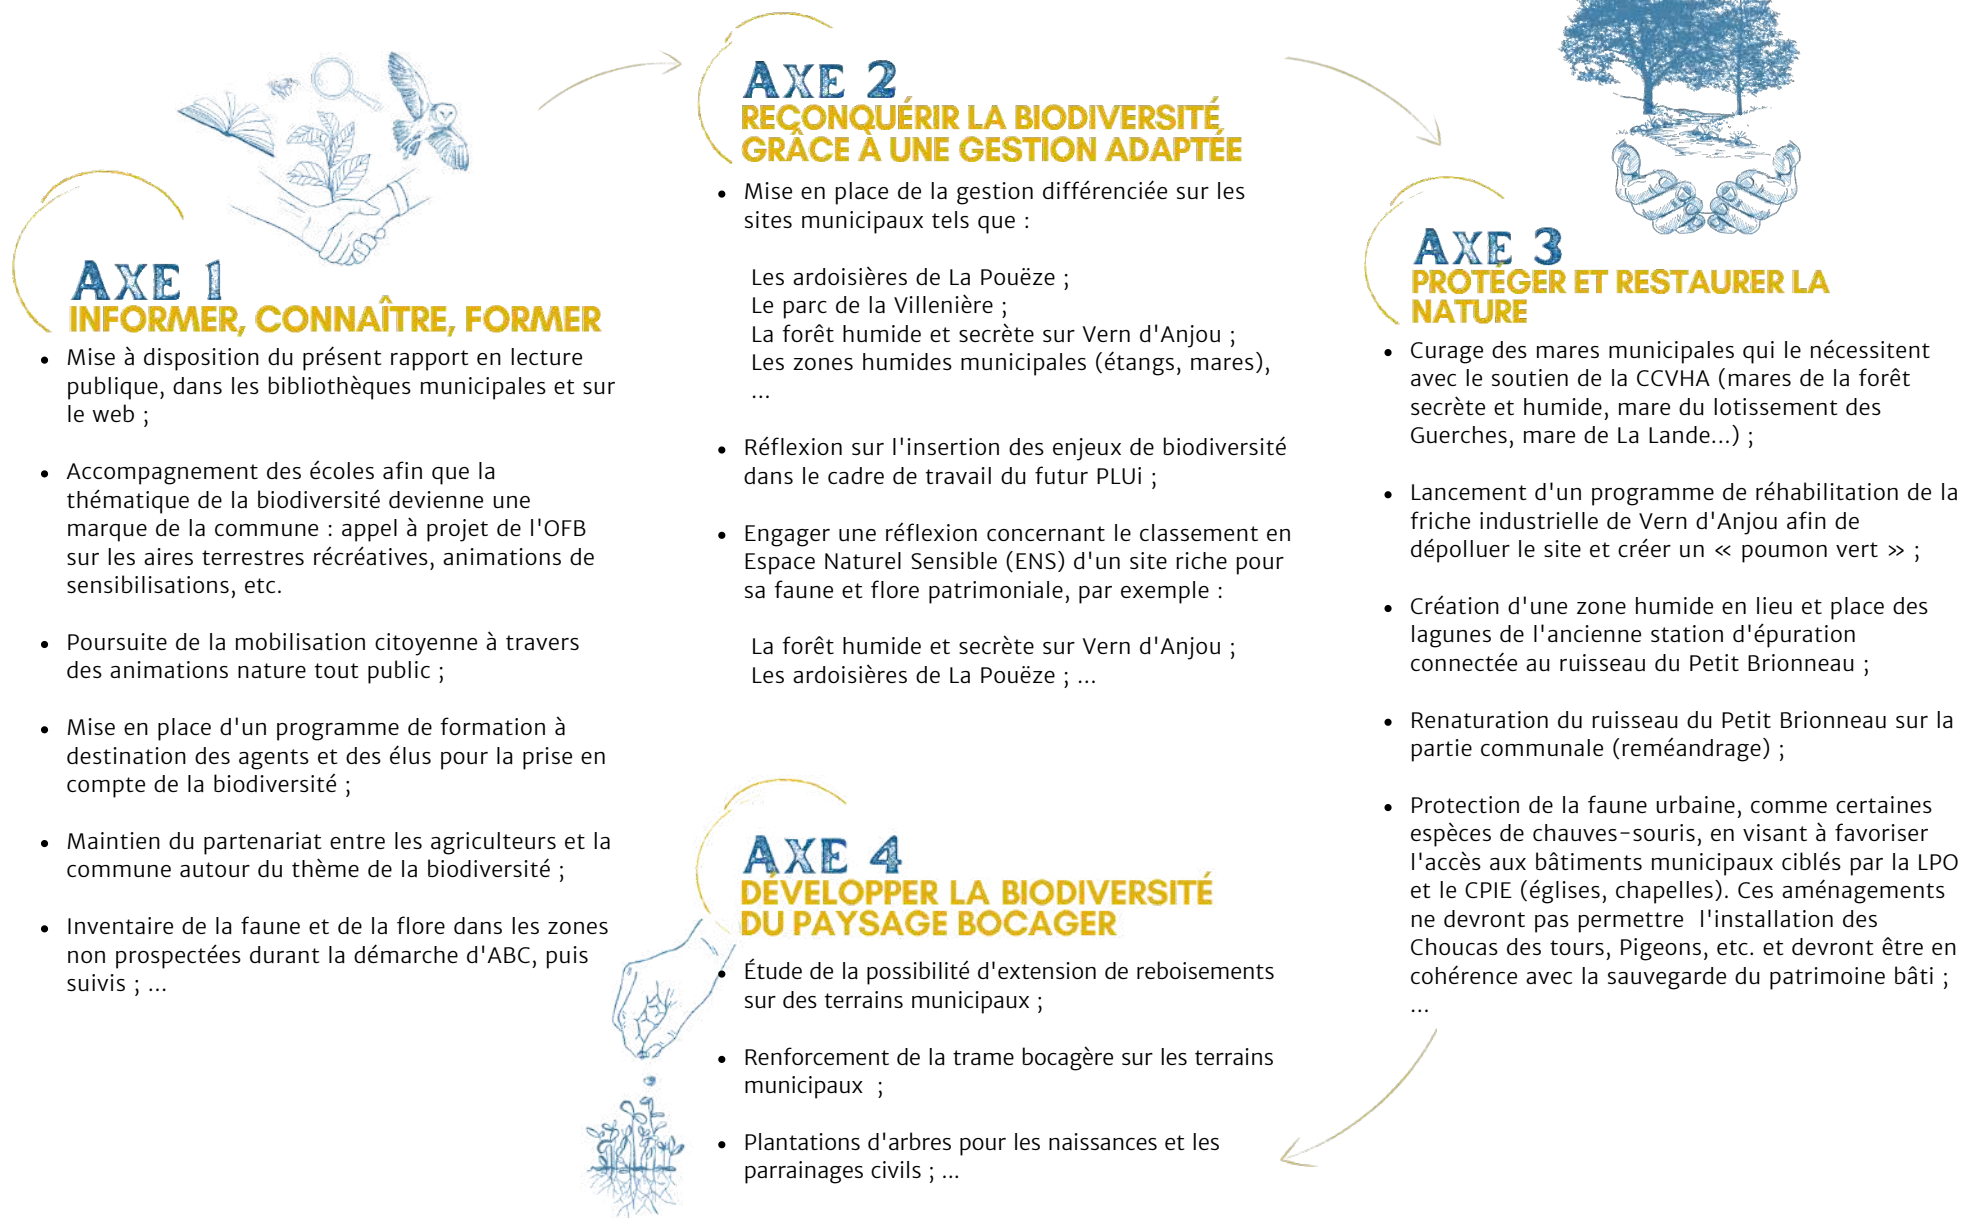 AXE 1
INFORMER, CONNAÎTRE, FORMER
• Mise à disposition du présent rapport en lecture
publique, dans les bibliothèques municipales et sur
le web ;
• Accompagnement des écoles afin que la
thématique de la biodiversité devienne une
marque de la commune : appel à projet de l'OFB
sur les aires terrestres récréatives, animations de
sensibilisations, etc.
• Poursuite de la mobilisation citoyenne à travers
des animations nature tout public ;
• Mise en place d'un programme de formation à
destination des agents et des élus pour la prise en
compte de la biodiversité ;
• Maintien du partenariat entre les agriculteurs et la
commune autour du thème de la biodiversité ;
• Inventaire de la faune et de la flore dans les zones
non prospectées durant la démarche d'ABC, puis
suivis ; ...
AXE 2
RECONQUÉRIR LA BIODIVERSITÉ
GRÂCE À UNE GESTION ADAPTÉE
• Mise en place de la gestion différenciée sur les
sites municipaux tels que :
Les ardoisières de La Pouëze ;
Le parc de la Villenière ;
La forêt humide et secrète sur Vern d'Anjou ;
Les zones humides municipales (étangs, mares),
...
• Réflexion sur l'insertion des enjeux de biodiversité
dans le cadre de travail du futur PLUi ;
• Engager une réflexion concernant le classement en
Espace Naturel Sensible (ENS) d'un site riche pour
sa faune et flore patrimoniale, par exemple :
La forêt humide et secrète sur Vern d'Anjou ;
Les ardoisières de La Pouëze ; ...
AXE 3
PROTÉGER ET RESTAURER LA
NATURE
• Curage des mares municipales qui le nécessitent
avec le soutien de la CCVHA (mares de la forêt
secrète et humide, mare du lotissement des
Guerches, mare de La Lande...) ;
• Lancement d'un programme de réhabilitation de la
friche industrielle de Vern d'Anjou afin de
dépolluer le site et créer un « poumon vert » ;
• Création d'une zone humide en lieu et place des
lagunes de l'ancienne station d'épuration
connectée au ruisseau du Petit Brionneau ;
• Renaturation du ruisseau du Petit Brionneau sur la
partie communale (reméandrage) ;
• Protection de la faune urbaine, comme certaines
espèces de chauves-souris, en visant à favoriser
l'accès aux bâtiments municipaux ciblés par la LPO
et le CPIE (églises, chapelles). Ces aménagements
ne devront pas permettre  l'installation des
Choucas des tours, Pigeons, etc. et devront être en
cohérence avec la sauvegarde du patrimoine bâti ;
...
AXE 4
DÉVELOPPER LA BIODIVERSITÉ
DU PAYSAGE BOCAGER
• Étude de la possibilité d'extension de reboisements
sur des terrains municipaux ;
• Renforcement de la trame bocagère sur les terrains
municipaux  ;
• Plantations d'arbres pour les naissances et les
parrainages civils ; ...